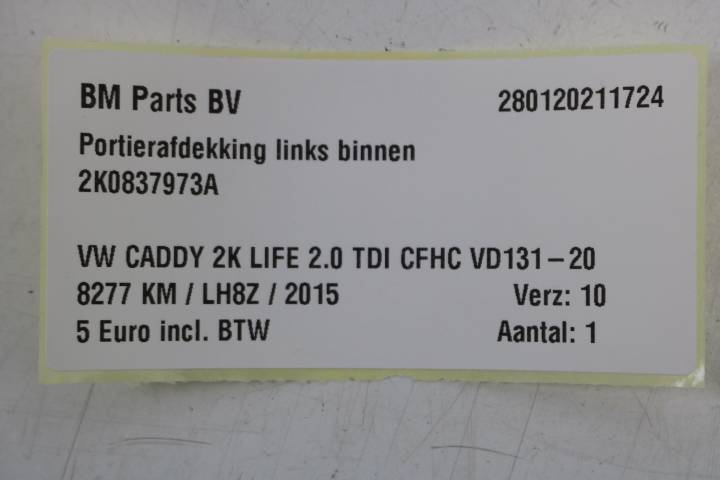 BM Parts BV 280120211724
Portierafdekking links binnen
2K0837973A
VW CADDY 2K LIFE 2.0 TDI CFHC VD131-20
8277 KM / LH8Z / 2015 Verz: 10
5 Euro incl. BTW Aantal: 1